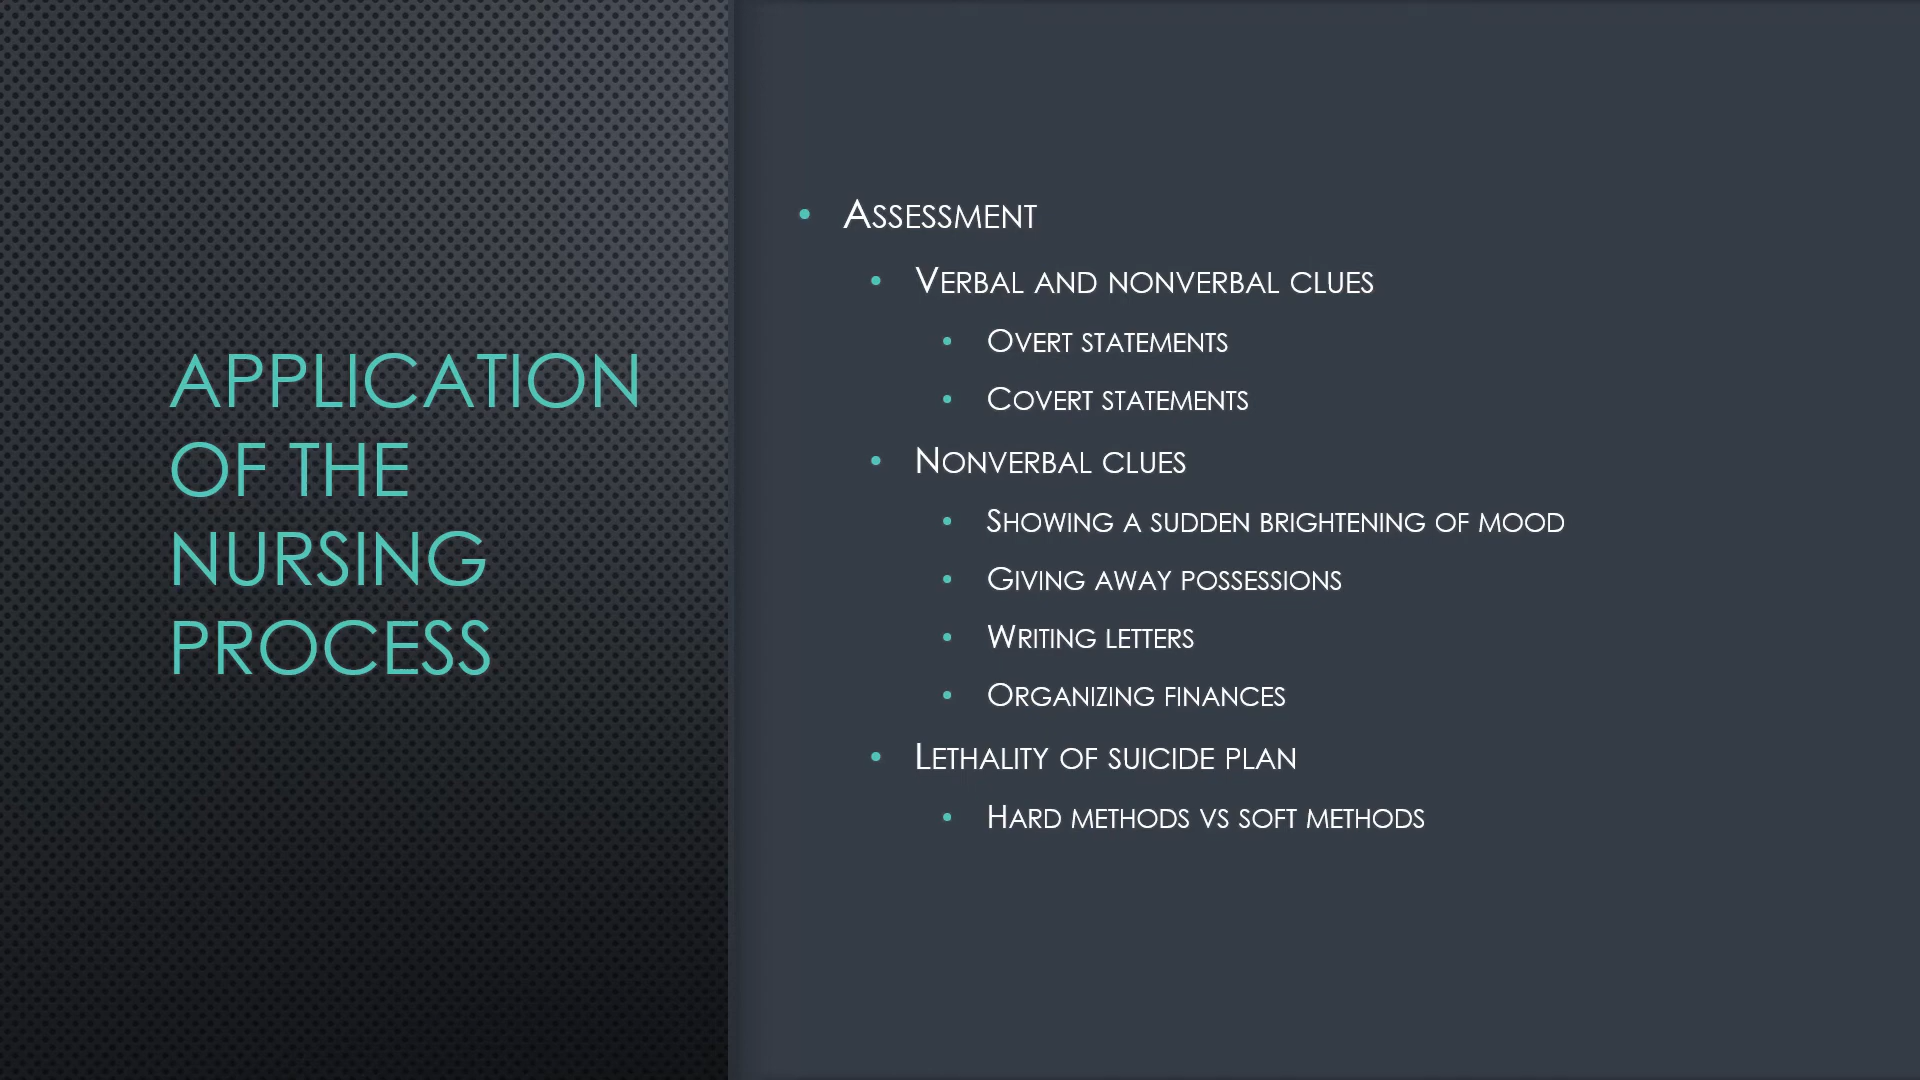 APPLICATION
OF THE
NURSING
PROCESS
• ASSESSMENT
• VERBAL AND NONVERBAL CLUES
• OVERT STATEMENTS
• COVERT STATEMENTS
• NONVERBAL CLUES
• SHOWING A SUDDEN BRIGHTENING OF MOOD
• GIVING AWAY POSSESSIONS
• WRITING LETTERS
• ORGANIZING FINANCES
• LETHALITY OF SUICIDE PLAN
• HARD METHODS VS SOFT METHODS